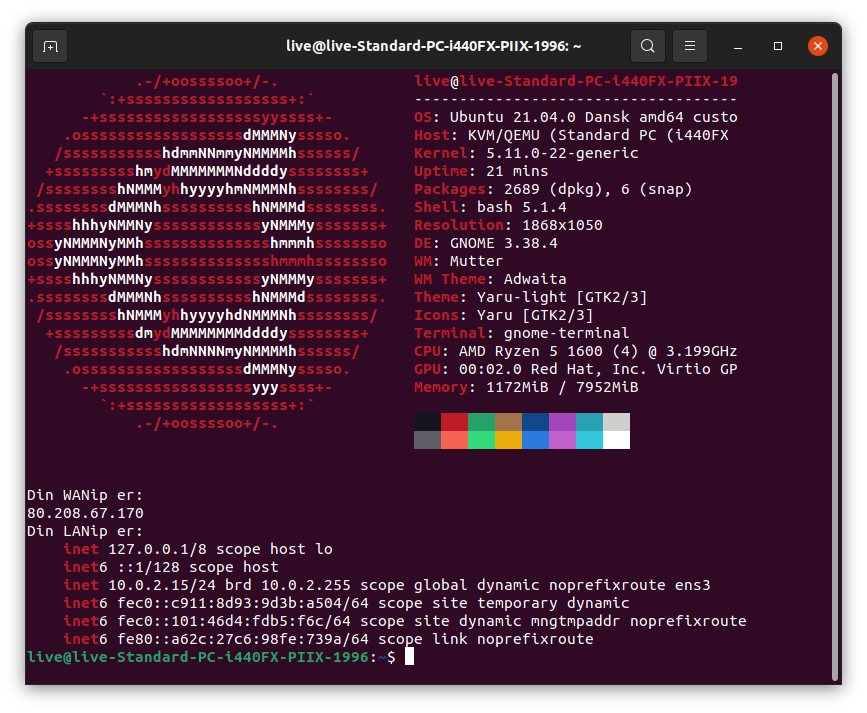 live@live-Standard-PC-i440FX-PIIX-1996: ~
.-/+oossssoo+/-.               live@live-Standard-PC-i440FX-PIIX-19
`:+ssssssssssssssssss+:`           ------------------------------------
-+ssssssssssssssssssyyssss+-         OS: Ubuntu 21.04.0 Dansk amd64 custo
.ossssssssssssssssssdMMMNysssso.       Host: KVM/QEMU (Standard PC (i440FX
/ssssssssssshdmmNNmmyNMMMMhssssss/      Kernel: 5.11.0-22-generic
+ssssssssshmydMMMMMMMNddddyssssssss+     Uptime: 21 mins
/sssssssshNMMMyhhyyyyhmNMMMNhssssssss/    Packages: 2689 (dpkg), 6 (snap)
.ssssssssdMMMNhsssssssssshNMMMdssssssss.   Shell: bash 5.1.4
+sssshhhyNMMNyssssssssssssyNMMMysssssss+   Resolution: 1868x1050
ossyNMMMNyMMhsssssssssssssshmmmhssssssso   DE: GNOME 3.38.4
ossyNMMMNyMMhsssssssssssssshmmmhssssssso   WM: Mutter
+sssshhhyNMMNyssssssssssssyNMMMysssssss+   WM Theme: Adwaita
.ssssssssdMMMNhsssssssssshNMMMdssssssss.   Theme: Yaru-light [GTK2/3]
/sssssssshNMMMyhhyyyyhdNMMMNhssssssss/    Icons: Yaru [GTK2/3]
+sssssssssdmydMMMMMMMMddddyssssssss+     Terminal: gnome-terminal
/ssssssssssshdmNNNNmyNMMMMhssssss/      CPU: AMD Ryzen 5 1600 (4) @ 3.199GHz
.ossssssssssssssssssdMMMNysssso.       GPU: 00:02.0 Red Hat, Inc. Virtio GP
-+sssssssssssssssssyyyssss+-         Memory: 1172MiB / 7952MiB
`:+ssssssssssssssssss+:`
.-/+oossssoo+/-.
Din WANip er:
80.208.67.170
Din LANip er:
inet 127.0.0.1/8 scope host lo
inet6 ::1/128 scope host
inet 10.0.2.15/24 brd 10.0.2.255 scope global dynamic noprefixroute ens3
inet6 fec0::c911:8d93:9d3b:a504/64 scope site temporary dynamic
inet6 fec0::101:46d4:fdb5:f6c/64 scope site dynamic mngtmpaddr noprefixroute
inet6 fe80::a62c:27c6:98fe:739a/64 scope link noprefixroute
live@live-Standard-PC-i440FX-PIIX-1996:~$